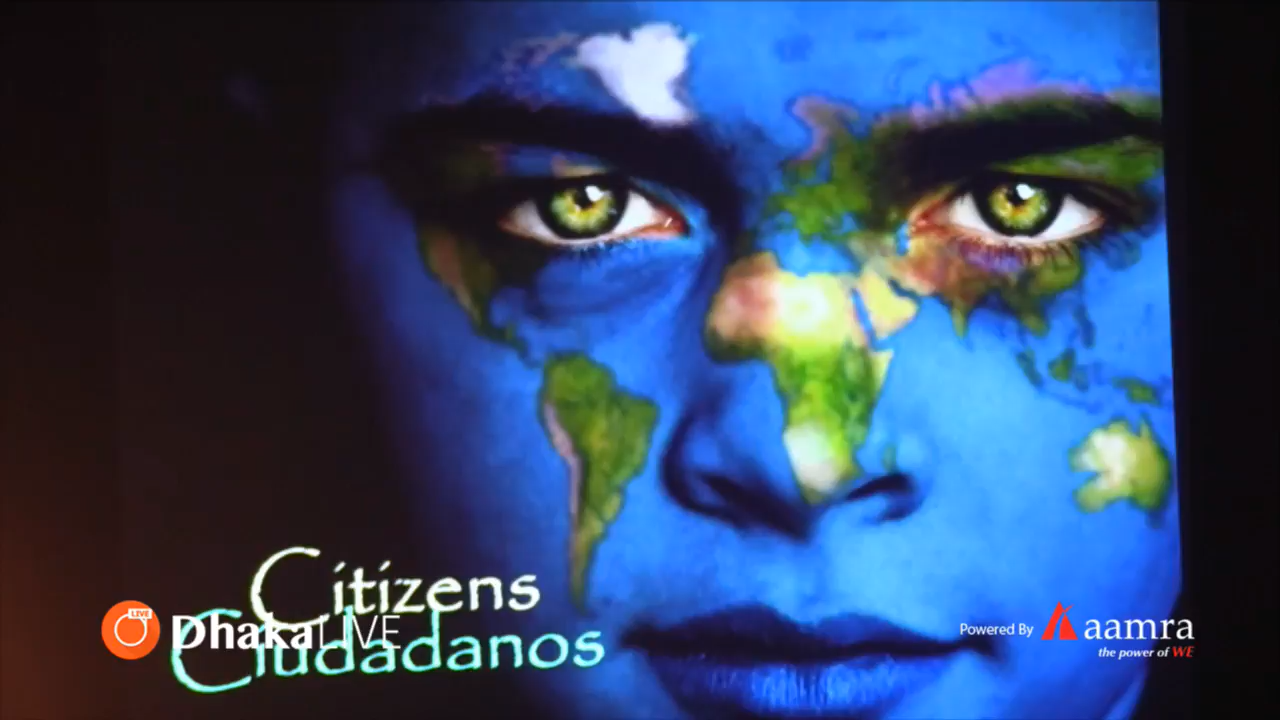 Citizens
Ciudadanos
LIVE
DhakaLIVE
Powered By aamra
the power of WE